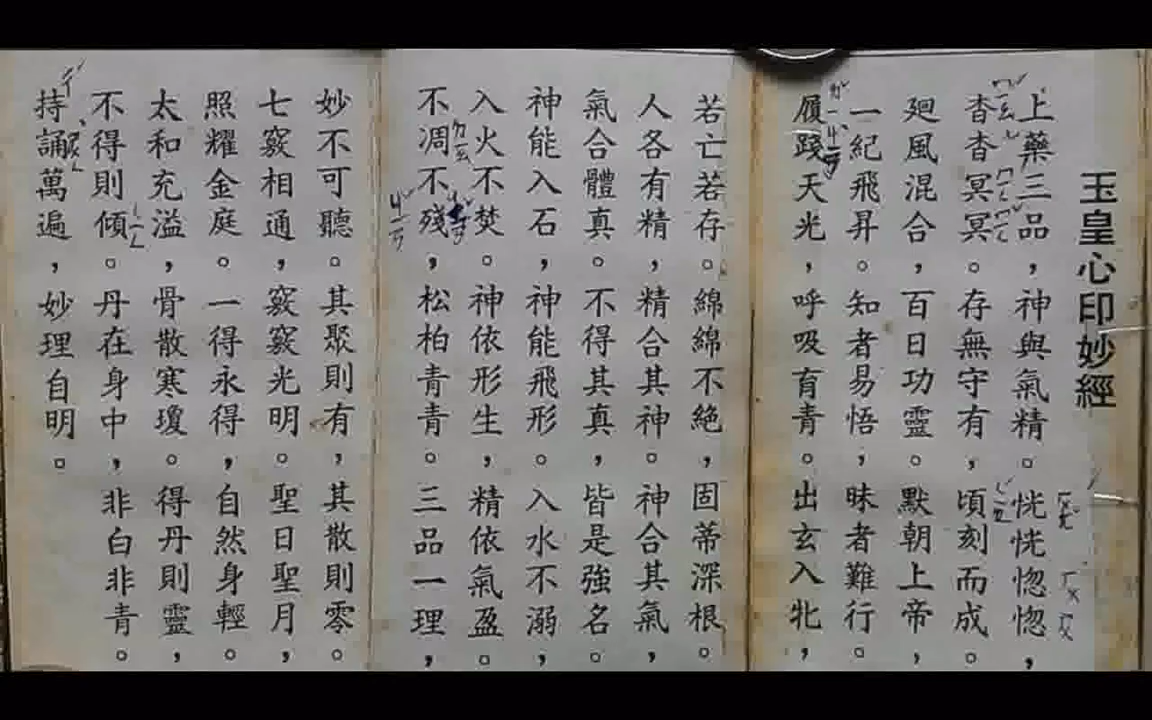 玉皇心印妙經
上藥三品，神與氣精。恍恍惚惚，
杳杳冥冥。存無守有，頃刻而成。
廻風混合，百日功靈。默朝上帝，
一紀飛昇。知者易悟，昧者難行。
履踐天光，呼吸育青。出玄入牝，
若亡若存。綿綿不絕，固蒂深根。
人各有精，精合其神。神合其氣，
氣合體真。不得其真，皆是強名。
神能入石，神能飛形。入水不溺，
入火不焚。神依形生，精依氣盈。
不凋不殘，松柏青青。三品一理，
妙不可聽。其聚則有，其散則零。
七竅相通，竅竅光明。聖日聖月，
照耀金庭。一得永得，自然身輕。
太和充溢，骨散寒瓊。得丹則靈，
不得則傾。丹在身中，非白非青。
持誦萬遍，妙理自明。